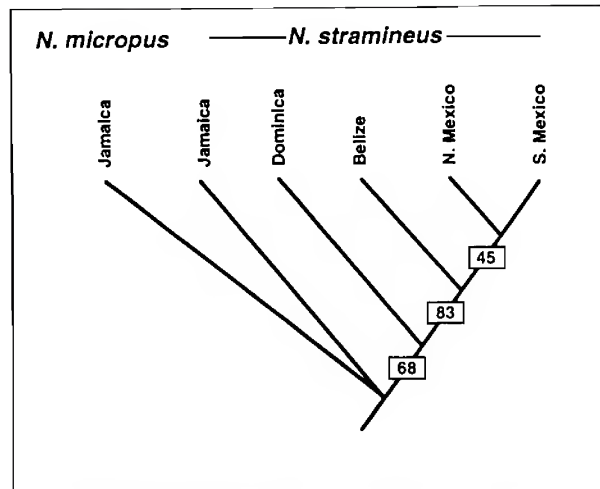 N. micropus N. stramineus
Jamaica
Jamaica
Dominica
Belize
N. Mexico
S. Mexico
45
83
68